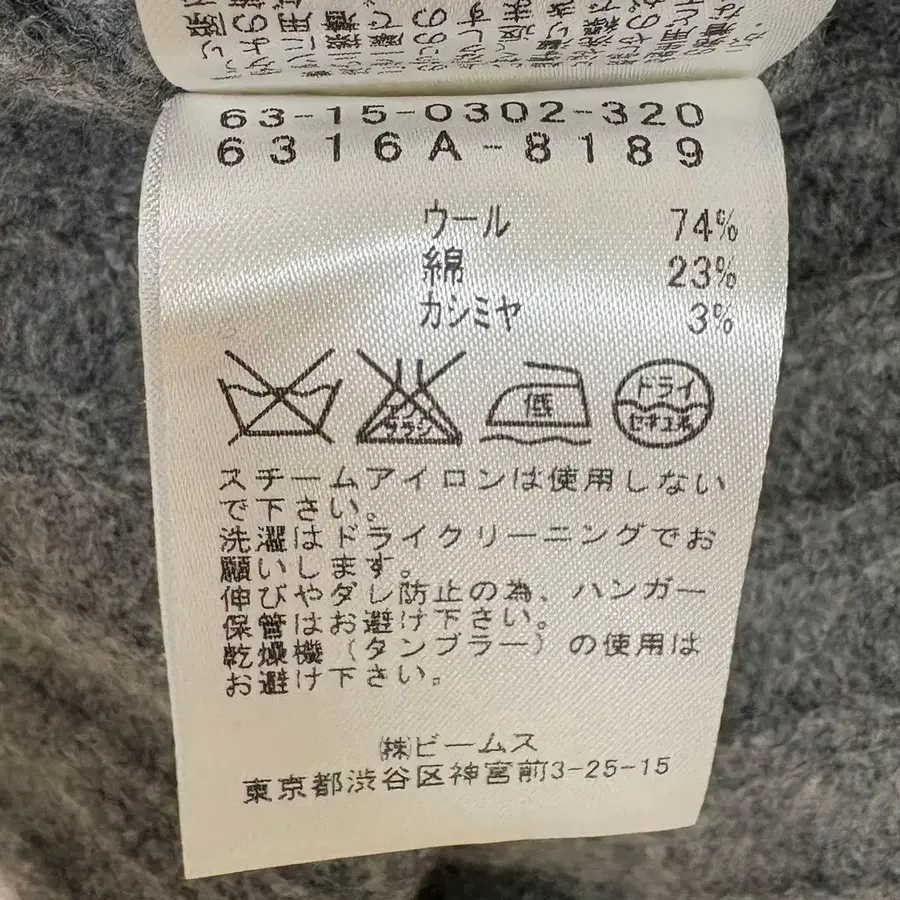 63-15-0302-320
6316A-8189
ウール 74%
綿 23%
カシミヤ 3%
低
ドライ
セキユ系
スチームアイロンは使用しない
で下さい。
洗濯はドライクリーニングでお
願いします。
伸びやダレ防止の為、ハンガー
保管はお避け下さい。
乾燥機(タンブラー)の使用は
お避け下さい。
㈱ビームス
東京都渋谷区神宮前3-25-15